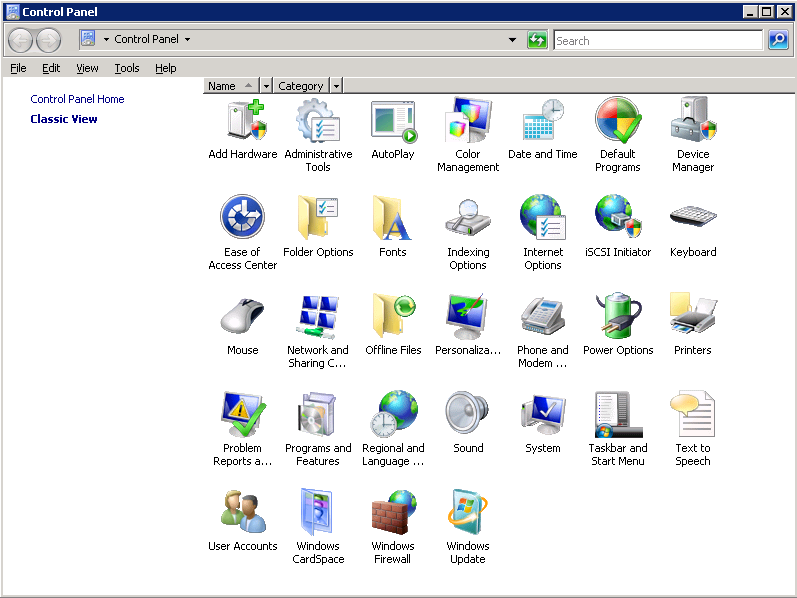 Control Panel
Control Panel
Search
File Edit View Tools Help
Name Category
Control Panel Home
Classic View
Add Hardware
Administrative
Tools
AutoPlay
Color
Management
Date and Time
Default
Programs
Device
Manager
Ease of
Access Center
Folder Options
Fonts
Indexing
Options
Internet
Options
iSCSI Initiator
Keyboard
Mouse
Network and
Sharing C...
Offline Files
Personaliza...
Phone and
Modem ...
Power Options
Printers
Problem
Reports a...
Programs and
Features
Regional and
Language ...
Sound
System
Taskbar and
Start Menu
Text to
Speech
User Accounts
Windows
CardSpace
Windows
Firewall
Windows
Update